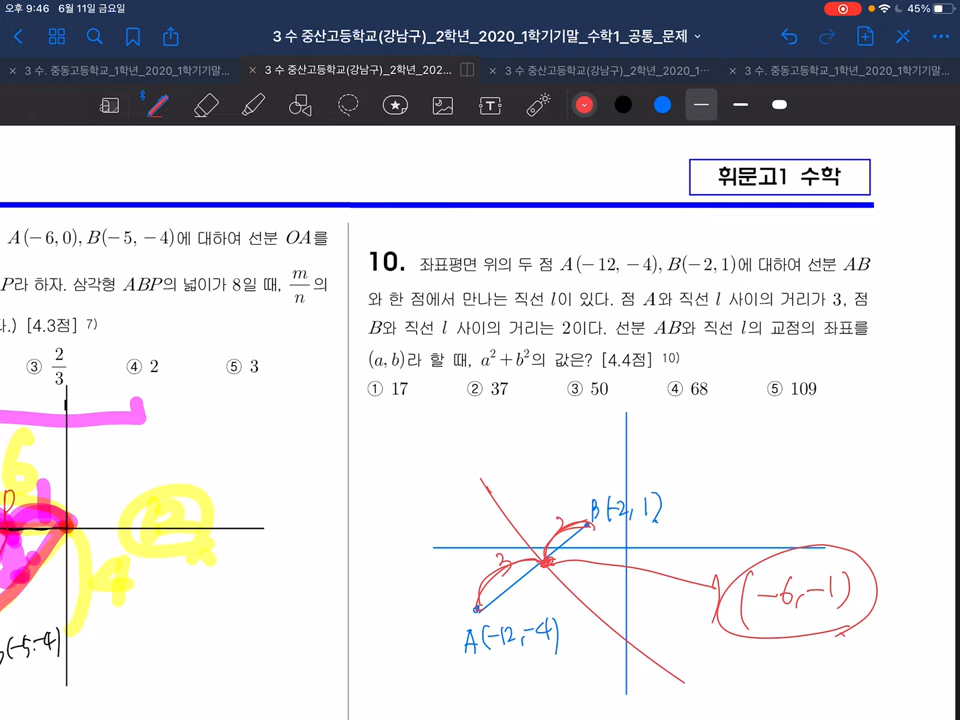 오후 9:46 6월 11일 금요일
45%
3 수 중산고등학교(강남구)_2학년_2020_1학기기말_수학1_공통_문제
× 3 수. 중동고등학교_1학년_2020_1학기기말...
× 3 수 중산고등학교(강남구)_2학년_202...
× 3 수 중산고등학교(강남구)_2학년_2020_1...
× 3 수. 중동고등학교_1학년_2020_1학기기말...
휘문고1 수학
A(−6, 0), B(−5, −4)에 대하여 선분 OA를
P라 하자. 삼각형 ABP의 넓이가 8일 때, m/n의
다.) [4.3점] 7)
③ 2/3 ④ 2 ⑤ 3
6
4
(-5,-4)
10. 좌표평면 위의 두 점 A(−12, −4), B(−2, 1)에 대하여 선분 AB
와 한 점에서 만나는 직선 l이 있다. 점 A와 직선 l 사이의 거리가 3, 점
B와 직선 l 사이의 거리는 2이다. 선분 AB와 직선 l의 교점의 좌표를
(a, b)라 할 때, a²+b²의 값은? [4.4점] 10)
① 17 ② 37 ③ 50 ④ 68 ⑤ 109
B(-2, 1)
2
3
(-6, -1)
A(-12, -4)